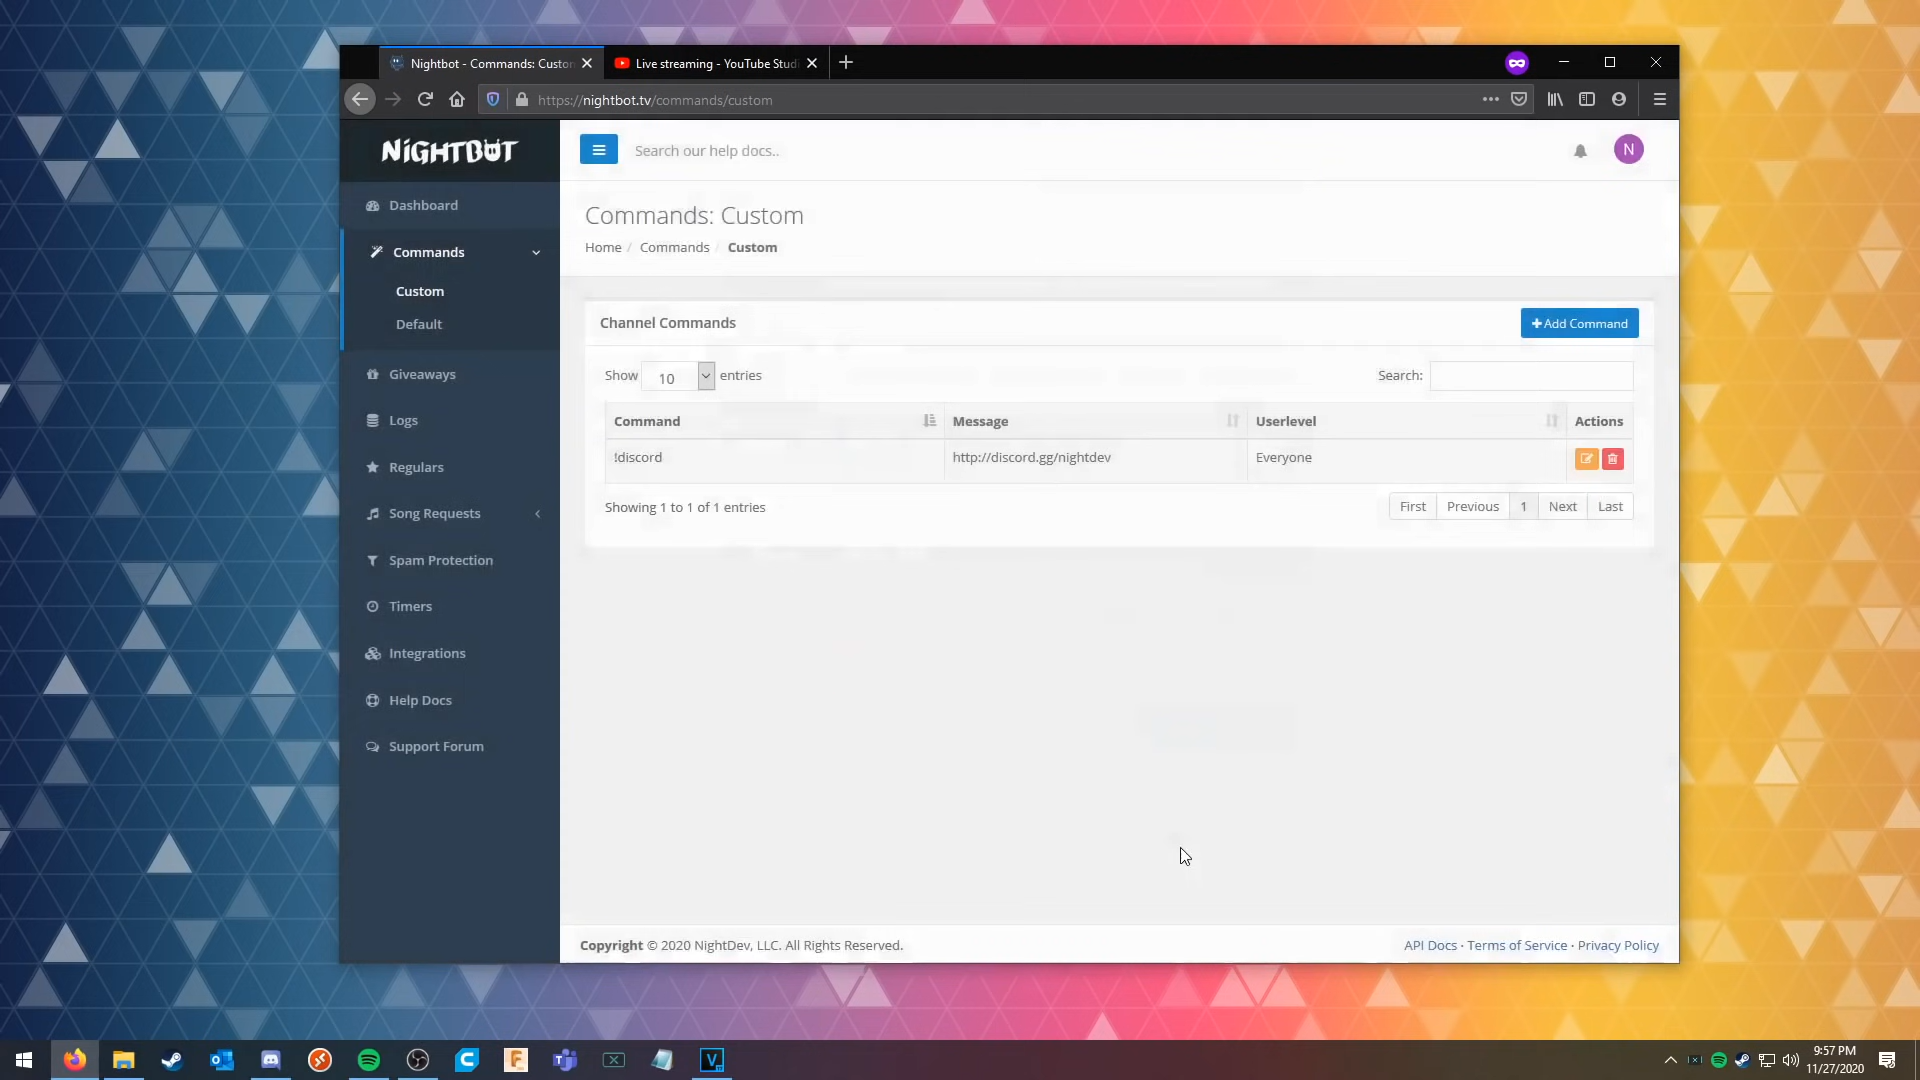 Nightbot - Commands: Custom
Live streaming - YouTube Studi
https://nightbot.tv/commands/custom
NIGHTBOT
Search our help docs..
N
Dashboard
Commands
Custom
Default
Giveaways
Logs
Regulars
Song Requests
Spam Protection
Timers
Integrations
Help Docs
Support Forum
Commands: Custom
Home / Commands / Custom
Channel Commands
Add Command
Show 10 entries
Search:
Command Message Userlevel Actions
!discord http://discord.gg/nightdev Everyone
Showing 1 to 1 of 1 entries
First Previous 1 Next Last
Copyright © 2020 NightDev, LLC. All Rights Reserved.
API Docs · Terms of Service · Privacy Policy
9:57 PM
11/27/2020